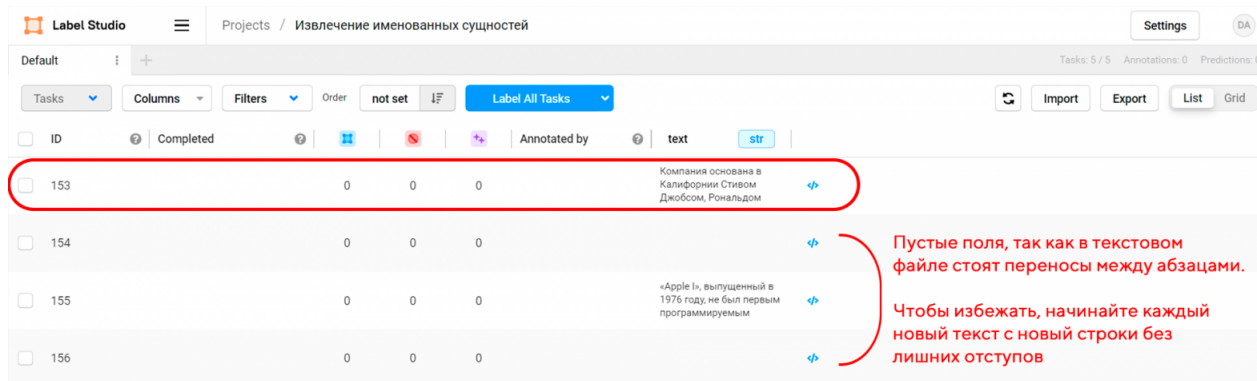 Label Studio
Projects / Извлечение именованных сущностей
Settings
DA
Default
Tasks: 5 / 5 Annotations: 0 Predictions: 0
Tasks
Columns
Filters
Order
not set
Label All Tasks
Import
Export
List
Grid
ID
Completed
Annotated by
text
str
153 0 0 0
Компания основана в
Калифорнии Стивом
Джобсом, Рональдом
154 0 0 0
155 0 0 0
«Apple I», выпущенный в
1976 году, не был первым
программируемым
156 0 0 0
Пустые поля, так как в текстовом
файле стоят переносы между абзацами.
Чтобы избежать, начинайте каждый
новый текст с новый строки без
лишних отступов